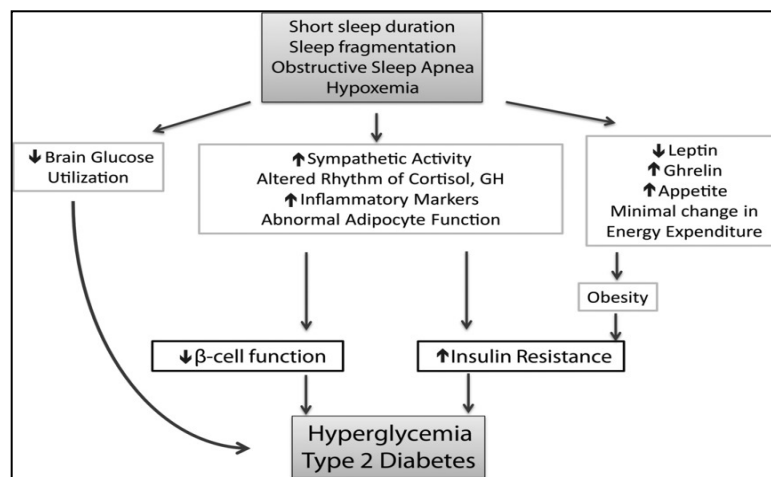 Short sleep duration
Sleep fragmentation
Obstructive Sleep Apnea
Hypoxemia
↓Brain Glucose
Utilization
↑Sympathetic Activity
Altered Rhythm of Cortisol, GH
↑Inflammatory Markers
Abnormal Adipocyte Function
↓Leptin
↑Ghrelin
↑Appetite
Minimal change in
Energy Expenditure
Obesity
↓β-cell function
↑Insulin Resistance
Hyperglycemia
Type 2 Diabetes